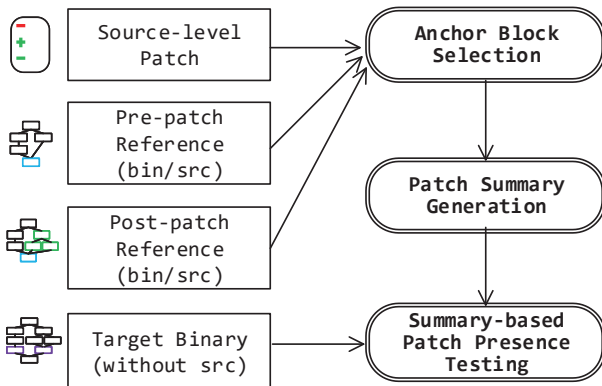 Source-level
Patch
Pre-patch
Reference
(bin/src)
Post-patch
Reference
(bin/src)
Target Binary
(without src)
Anchor Block
Selection
Patch Summary
Generation
Summary-based
Patch Presence
Testing